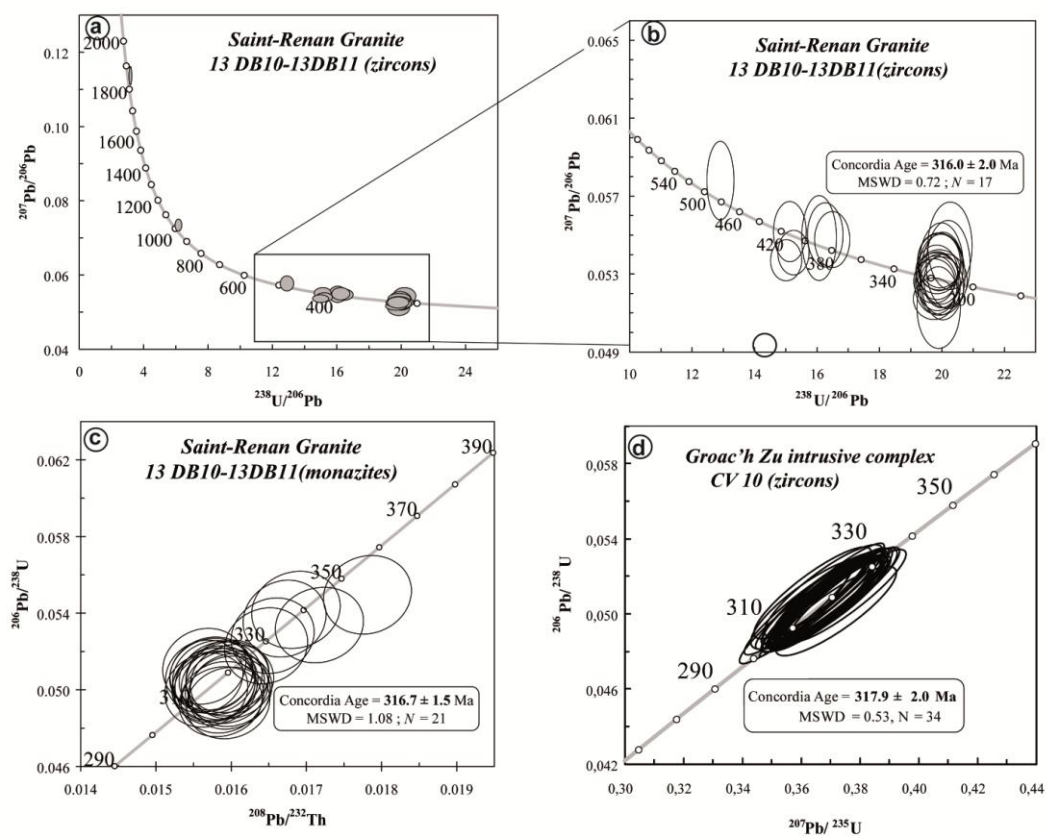 a
Saint-Renan Granite
13 DB10-13DB11 (zircons)
207Pb/206Pb
0.12
0.10
0.08
0.06
0.04
2000
1800
1600
1400
1200
1000
800
600
400
0 4 8 12 16 20 24
238U/206Pb
b
Saint-Renan Granite
13 DB10-13DB11(zircons)
207Pb/206Pb
0.065
0.061
0.057
0.053
0.049
540
500
460
420
380
340
Concordia Age = 316.0 ± 2.0 Ma
MSWD = 0.72 ; N = 17
10 12 14 16 18 20 22
238U/206Pb
c
Saint-Renan Granite
13 DB10-13DB11(monazites)
206Pb/238U
0.062
0.058
0.054
0.050
0.046
390
370
350
330
290
Concordia Age = 316.7 ± 1.5 Ma
MSWD = 1.08 ; N = 21
0.014 0.015 0.016 0.017 0.018 0.019
208Pb/232Th
d
Groac'h Zu intrusive complex
CV 10 (zircons)
206Pb/238U
0,058
0,054
0,050
0,046
0,042
350
330
310
290
Concordia Age = 317.9 ± 2.0 Ma
MSWD = 0.53, N = 34
0,30 0,32 0,34 0,36 0,38 0,40 0,42 0,44
207Pb/ 235U